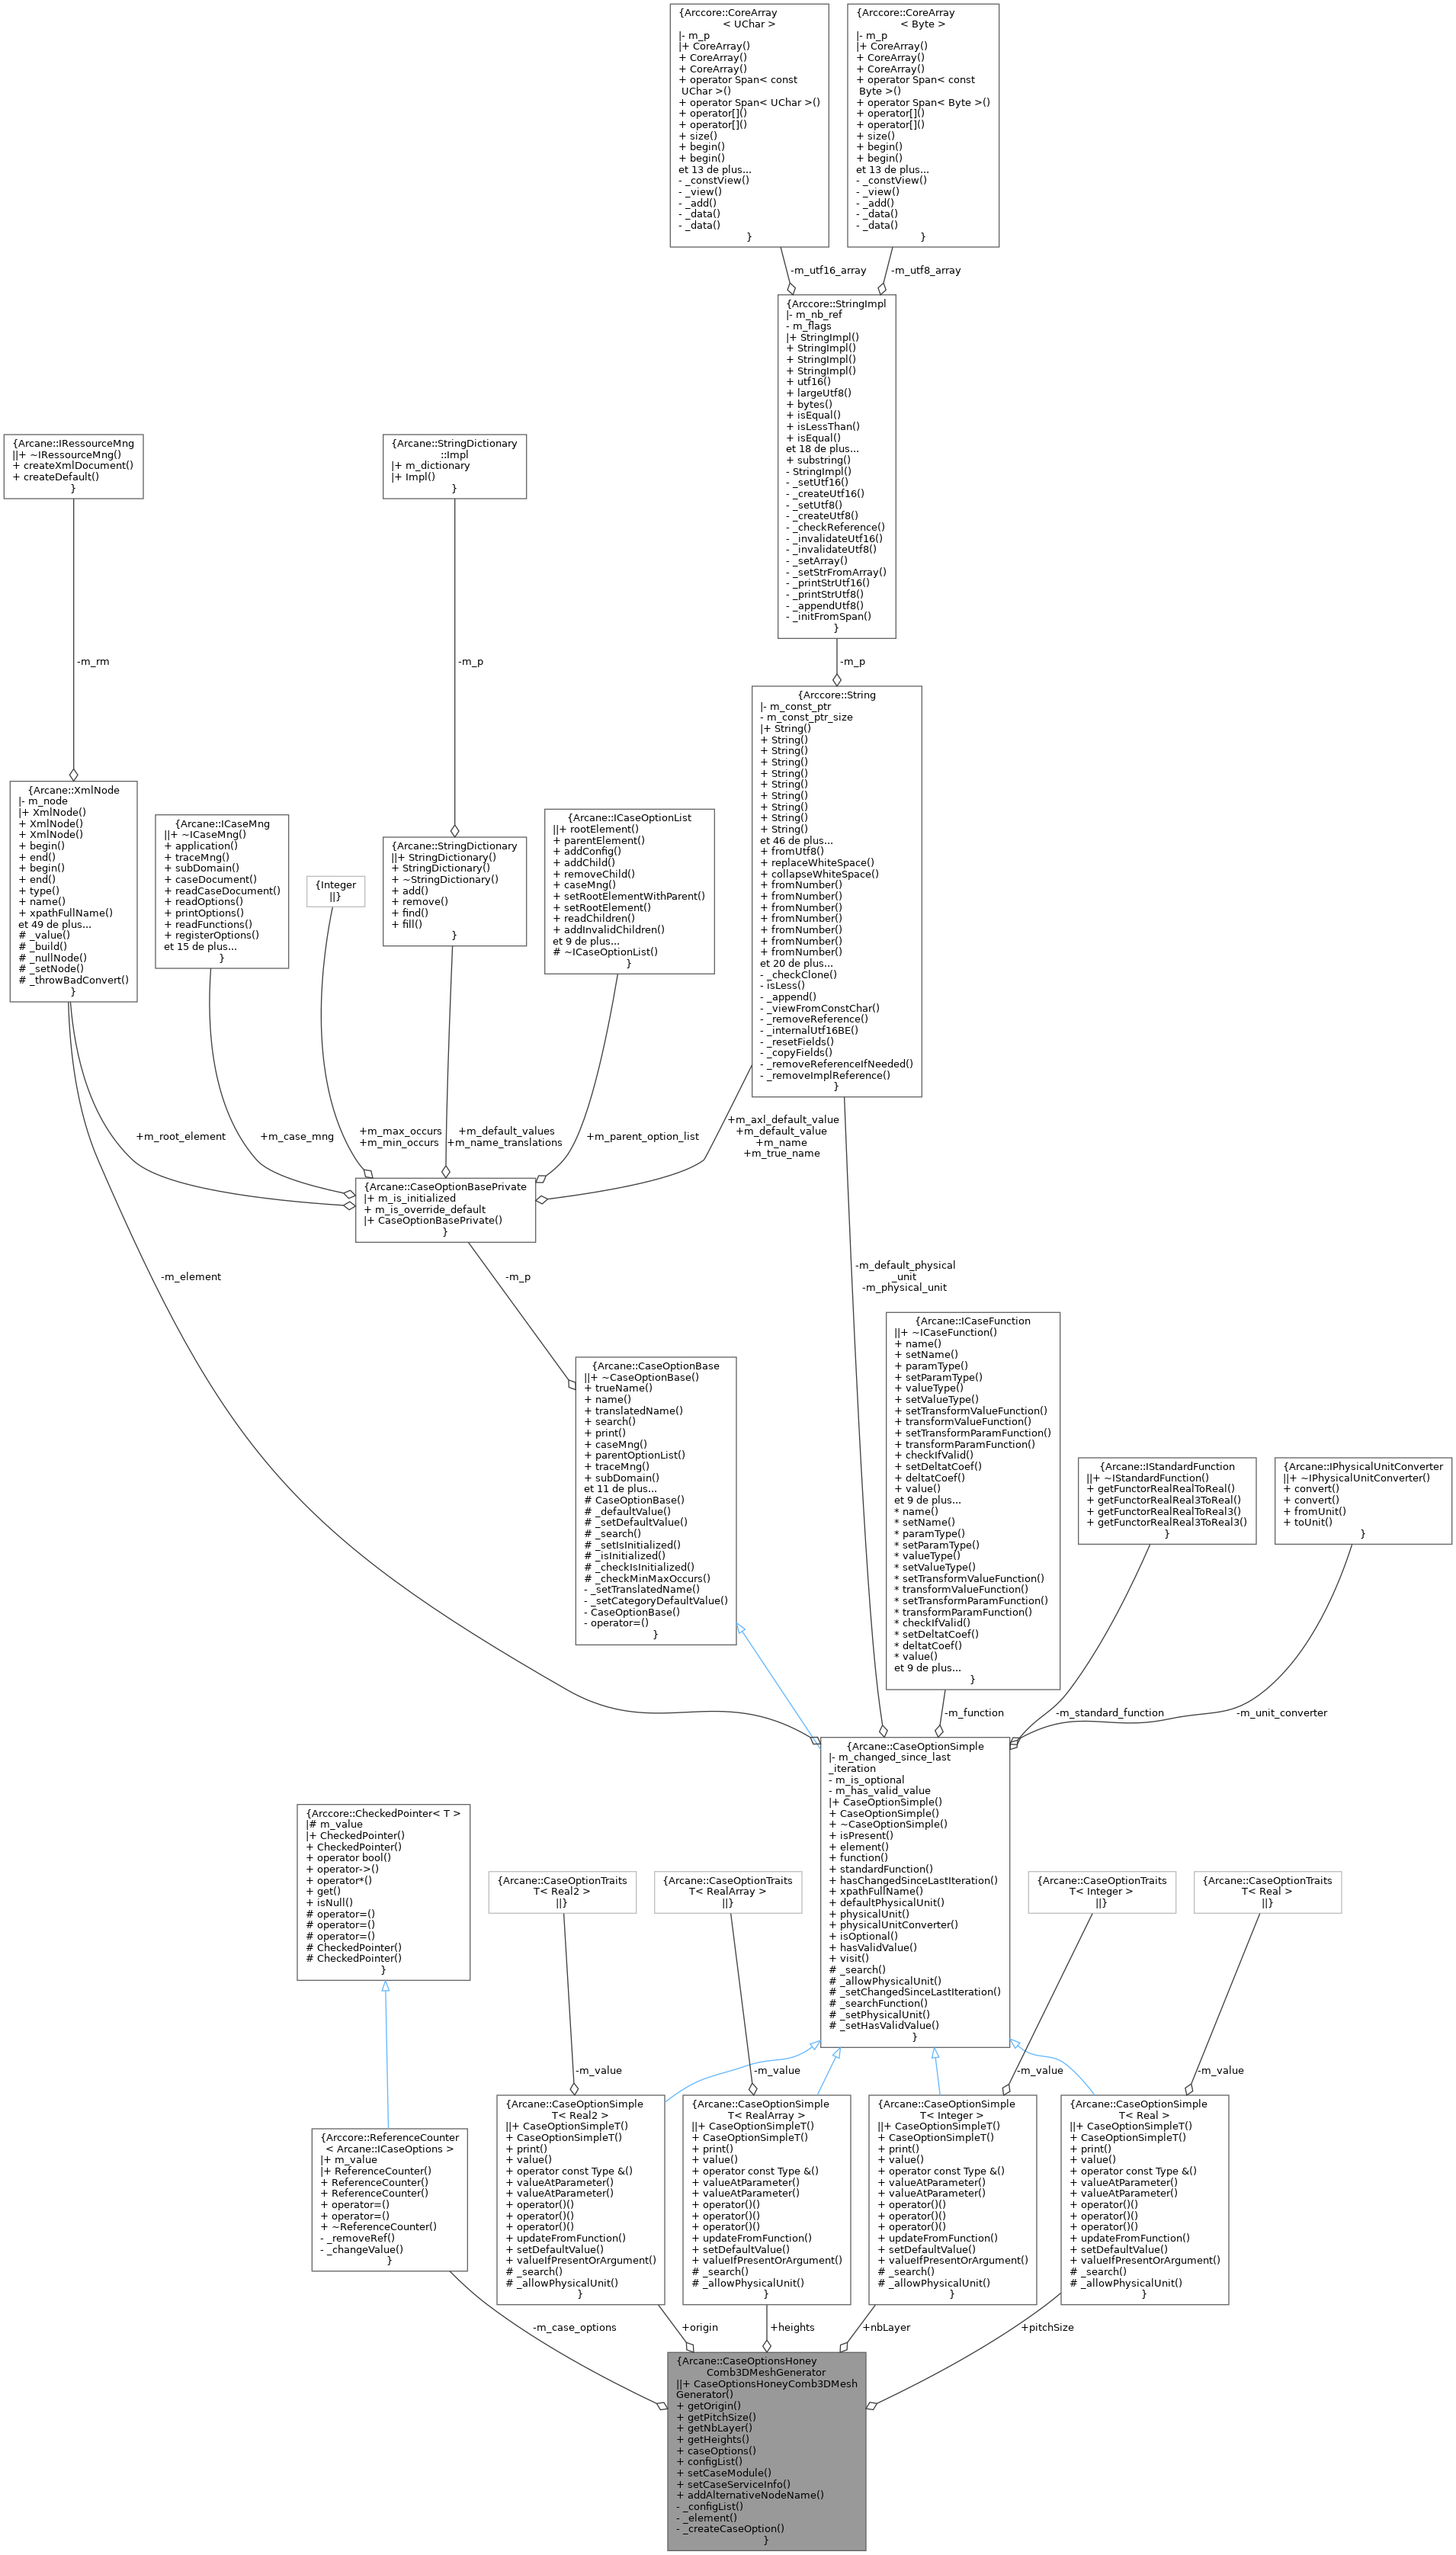 {Arccore::CoreArray
< UChar >
|- m_p
|+ CoreArray()
+ CoreArray()
+ CoreArray()
+ operator Span< const
UChar >()
+ operator Span< UChar >()
+ operator[]()
+ operator[]()
+ size()
+ begin()
+ begin()
et 13 de plus...
- _constView()
- _view()
- _add()
- _data()
- _data()
}
{Arccore::CoreArray
< Byte >
|- m_p
|+ CoreArray()
+ CoreArray()
+ CoreArray()
+ operator Span< const
Byte >()
+ operator Span< Byte >()
+ operator[]()
+ operator[]()
+ size()
+ begin()
+ begin()
et 13 de plus...
- _constView()
- _view()
- _add()
- _data()
- _data()
}
-m_utf16_array
-m_utf8_array
{Arccore::StringImpl
|- m_nb_ref
- m_flags
|+ StringImpl()
+ StringImpl()
+ StringImpl()
+ StringImpl()
+ utf16()
+ largeUtf8()
+ bytes()
+ isEqual()
+ isLessThan()
+ isEqual()
et 18 de plus...
+ substring()
- StringImpl()
- _setUtf16()
- _createUtf16()
- _setUtf8()
- _createUtf8()
- _checkReference()
- _invalidateUtf16()
- _invalidateUtf8()
- _setArray()
- _setStrFromArray()
- _printStrUtf16()
- _printStrUtf8()
- _appendUtf8()
- _initFromSpan()
}
{Arcane::IRessourceMng
||+ ~IRessourceMng()
+ createXmlDocument()
+ createDefault()
}
{Arcane::StringDictionary
::Impl
|+ m_dictionary
|+ Impl()
}
-m_rm
-m_p
-m_p
{Arccore::String
|- m_const_ptr
- m_const_ptr_size
|+ String()
+ String()
+ String()
+ String()
+ String()
+ String()
+ String()
+ String()
+ String()
+ String()
et 46 de plus...
+ fromUtf8()
+ replaceWhiteSpace()
+ collapseWhiteSpace()
+ fromNumber()
+ fromNumber()
+ fromNumber()
+ fromNumber()
+ fromNumber()
+ fromNumber()
+ fromNumber()
et 20 de plus...
- _checkClone()
- isLess()
- _append()
- _viewFromConstChar()
- _removeReference()
- _internalUtf16BE()
- _resetFields()
- _copyFields()
- _removeReferenceIfNeeded()
- _removeImplReference()
}
{Arcane::XmlNode
|- m_node
|+ XmlNode()
+ XmlNode()
+ XmlNode()
+ begin()
+ end()
+ begin()
+ end()
+ type()
+ name()
+ xpathFullName()
et 49 de plus...
# _value()
# _build()
# _nullNode()
# _setNode()
# _throwBadConvert()
}
{Arcane::ICaseMng
||+ ~ICaseMng()
+ application()
+ traceMng()
+ subDomain()
+ caseDocument()
+ readCaseDocument()
+ readOptions()
+ printOptions()
+ readFunctions()
+ registerOptions()
et 15 de plus...
}
{Integer
||}
{Arcane::StringDictionary
||+ StringDictionary()
+ StringDictionary()
+ ~StringDictionary()
+ add()
+ remove()
+ find()
+ fill()
}
{Arcane::ICaseOptionList
||+ rootElement()
+ parentElement()
+ addConfig()
+ addChild()
+ removeChild()
+ caseMng()
+ setRootElementWithParent()
+ setRootElement()
+ readChildren()
+ addInvalidChildren()
et 9 de plus...
# ~ICaseOptionList()
}
+m_root_element
+m_case_mng
+m_max_occurs
+m_min_occurs
+m_default_values
+m_name_translations
+m_parent_option_list
+m_axl_default_value
+m_default_value
+m_name
+m_true_name
{Arcane::CaseOptionBasePrivate
|+ m_is_initialized
+ m_is_override_default
|+ CaseOptionBasePrivate()
}
-m_element
-m_p
-m_default_physical
_unit
-m_physical_unit
{Arcane::CaseOptionBase
||+ ~CaseOptionBase()
+ trueName()
+ name()
+ translatedName()
+ search()
+ print()
+ caseMng()
+ parentOptionList()
+ traceMng()
+ subDomain()
et 11 de plus...
# CaseOptionBase()
# _defaultValue()
# _setDefaultValue()
# _search()
# _setIsInitialized()
# _isInitialized()
# _checkIsInitialized()
# _checkMinMaxOccurs()
- _setTranslatedName()
- _setCategoryDefaultValue()
- CaseOptionBase()
- operator=()
}
{Arcane::ICaseFunction
||+ ~ICaseFunction()
+ name()
+ setName()
+ paramType()
+ setParamType()
+ valueType()
+ setValueType()
+ setTransformValueFunction()
+ transformValueFunction()
+ setTransformParamFunction()
+ transformParamFunction()
+ checkIfValid()
+ setDeltatCoef()
+ deltatCoef()
+ value()
et 9 de plus...
* name()
* setName()
* paramType()
* setParamType()
* valueType()
* setValueType()
* setTransformValueFunction()
* transformValueFunction()
* setTransformParamFunction()
* transformParamFunction()
* checkIfValid()
* setDeltatCoef()
* deltatCoef()
* value()
et 9 de plus...
}
{Arcane::IStandardFunction
||+ ~IStandardFunction()
+ getFunctorRealRealToReal()
+ getFunctorRealReal3ToReal()
+ getFunctorRealRealToReal3()
+ getFunctorRealReal3ToReal3()
}
{Arcane::IPhysicalUnitConverter
||+ ~IPhysicalUnitConverter()
+ convert()
+ convert()
+ fromUnit()
+ toUnit()
}
-m_function
-m_standard_function
-m_unit_converter
{Arcane::CaseOptionSimple
|- m_changed_since_last
_iteration
- m_is_optional
- m_has_valid_value
|+ CaseOptionSimple()
+ CaseOptionSimple()
+ ~CaseOptionSimple()
+ isPresent()
+ element()
+ function()
+ standardFunction()
+ hasChangedSinceLastIteration()
+ xpathFullName()
+ defaultPhysicalUnit()
+ physicalUnit()
+ physicalUnitConverter()
+ isOptional()
+ hasValidValue()
+ visit()
# _search()
# _allowPhysicalUnit()
# _setChangedSinceLastIteration()
# _searchFunction()
# _setPhysicalUnit()
# _setHasValidValue()
}
{Arccore::CheckedPointer< T >
|# m_value
|+ CheckedPointer()
+ CheckedPointer()
+ operator bool()
+ operator->()
+ operator*()
+ get()
+ isNull()
# operator=()
# operator=()
# operator=()
# CheckedPointer()
# CheckedPointer()
}
{Arcane::CaseOptionTraits
T< Real2 >
||}
{Arcane::CaseOptionTraits
T< RealArray >
||}
{Arcane::CaseOptionTraits
T< Integer >
||}
{Arcane::CaseOptionTraits
T< Real >
||}
-m_value
-m_value
-m_value
-m_value
{Arccore::ReferenceCounter
< Arcane::ICaseOptions >
|+ m_value
|+ ReferenceCounter()
+ ReferenceCounter()
+ ReferenceCounter()
+ operator=()
+ operator=()
+ ~ReferenceCounter()
- _removeRef()
- _changeValue()
}
{Arcane::CaseOptionSimple
T< Real2 >
||+ CaseOptionSimpleT()
+ CaseOptionSimpleT()
+ print()
+ value()
+ operator const Type &()
+ valueAtParameter()
+ valueAtParameter()
+ operator()()
+ operator()()
+ operator()()
+ updateFromFunction()
+ setDefaultValue()
+ valueIfPresentOrArgument()
# _search()
# _allowPhysicalUnit()
}
{Arcane::CaseOptionSimple
T< RealArray >
||+ CaseOptionSimpleT()
+ CaseOptionSimpleT()
+ print()
+ value()
+ operator const Type &()
+ valueAtParameter()
+ valueAtParameter()
+ operator()()
+ operator()()
+ operator()()
+ updateFromFunction()
+ setDefaultValue()
+ valueIfPresentOrArgument()
# _search()
# _allowPhysicalUnit()
}
{Arcane::CaseOptionSimple
T< Integer >
||+ CaseOptionSimpleT()
+ CaseOptionSimpleT()
+ print()
+ value()
+ operator const Type &()
+ valueAtParameter()
+ valueAtParameter()
+ operator()()
+ operator()()
+ operator()()
+ updateFromFunction()
+ setDefaultValue()
+ valueIfPresentOrArgument()
# _search()
# _allowPhysicalUnit()
}
{Arcane::CaseOptionSimple
T< Real >
||+ CaseOptionSimpleT()
+ CaseOptionSimpleT()
+ print()
+ value()
+ operator const Type &()
+ valueAtParameter()
+ valueAtParameter()
+ operator()()
+ operator()()
+ operator()()
+ updateFromFunction()
+ setDefaultValue()
+ valueIfPresentOrArgument()
# _search()
# _allowPhysicalUnit()
}
-m_case_options
+origin
+heights
+nbLayer
+pitchSize
{Arcane::CaseOptionsHoney
Comb3DMeshGenerator
||+ CaseOptionsHoneyComb3DMesh
Generator()
+ getOrigin()
+ getPitchSize()
+ getNbLayer()
+ getHeights()
+ caseOptions()
+ configList()
+ setCaseModule()
+ setCaseServiceInfo()
+ addAlternativeNodeName()
- _configList()
- _element()
- _createCaseOption()
}